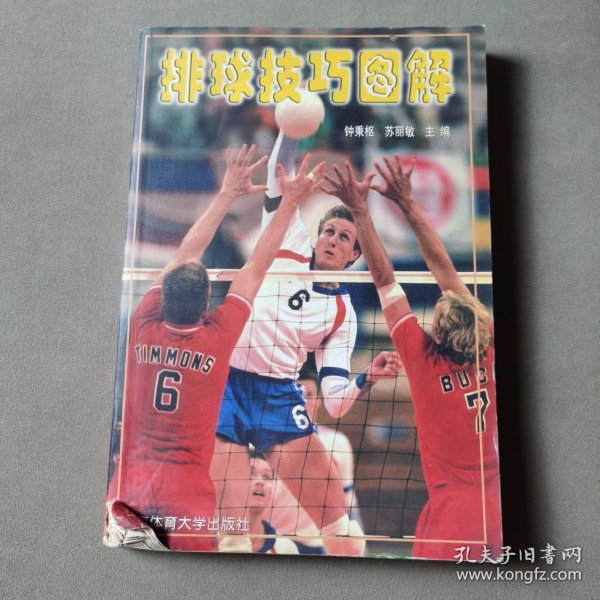 排球技巧图解
钟秉枢 苏丽敏 主编
6
TIMMONS
6
BUC
7
6
体育大学出版社
孔夫子旧书网
www.kongfz.com